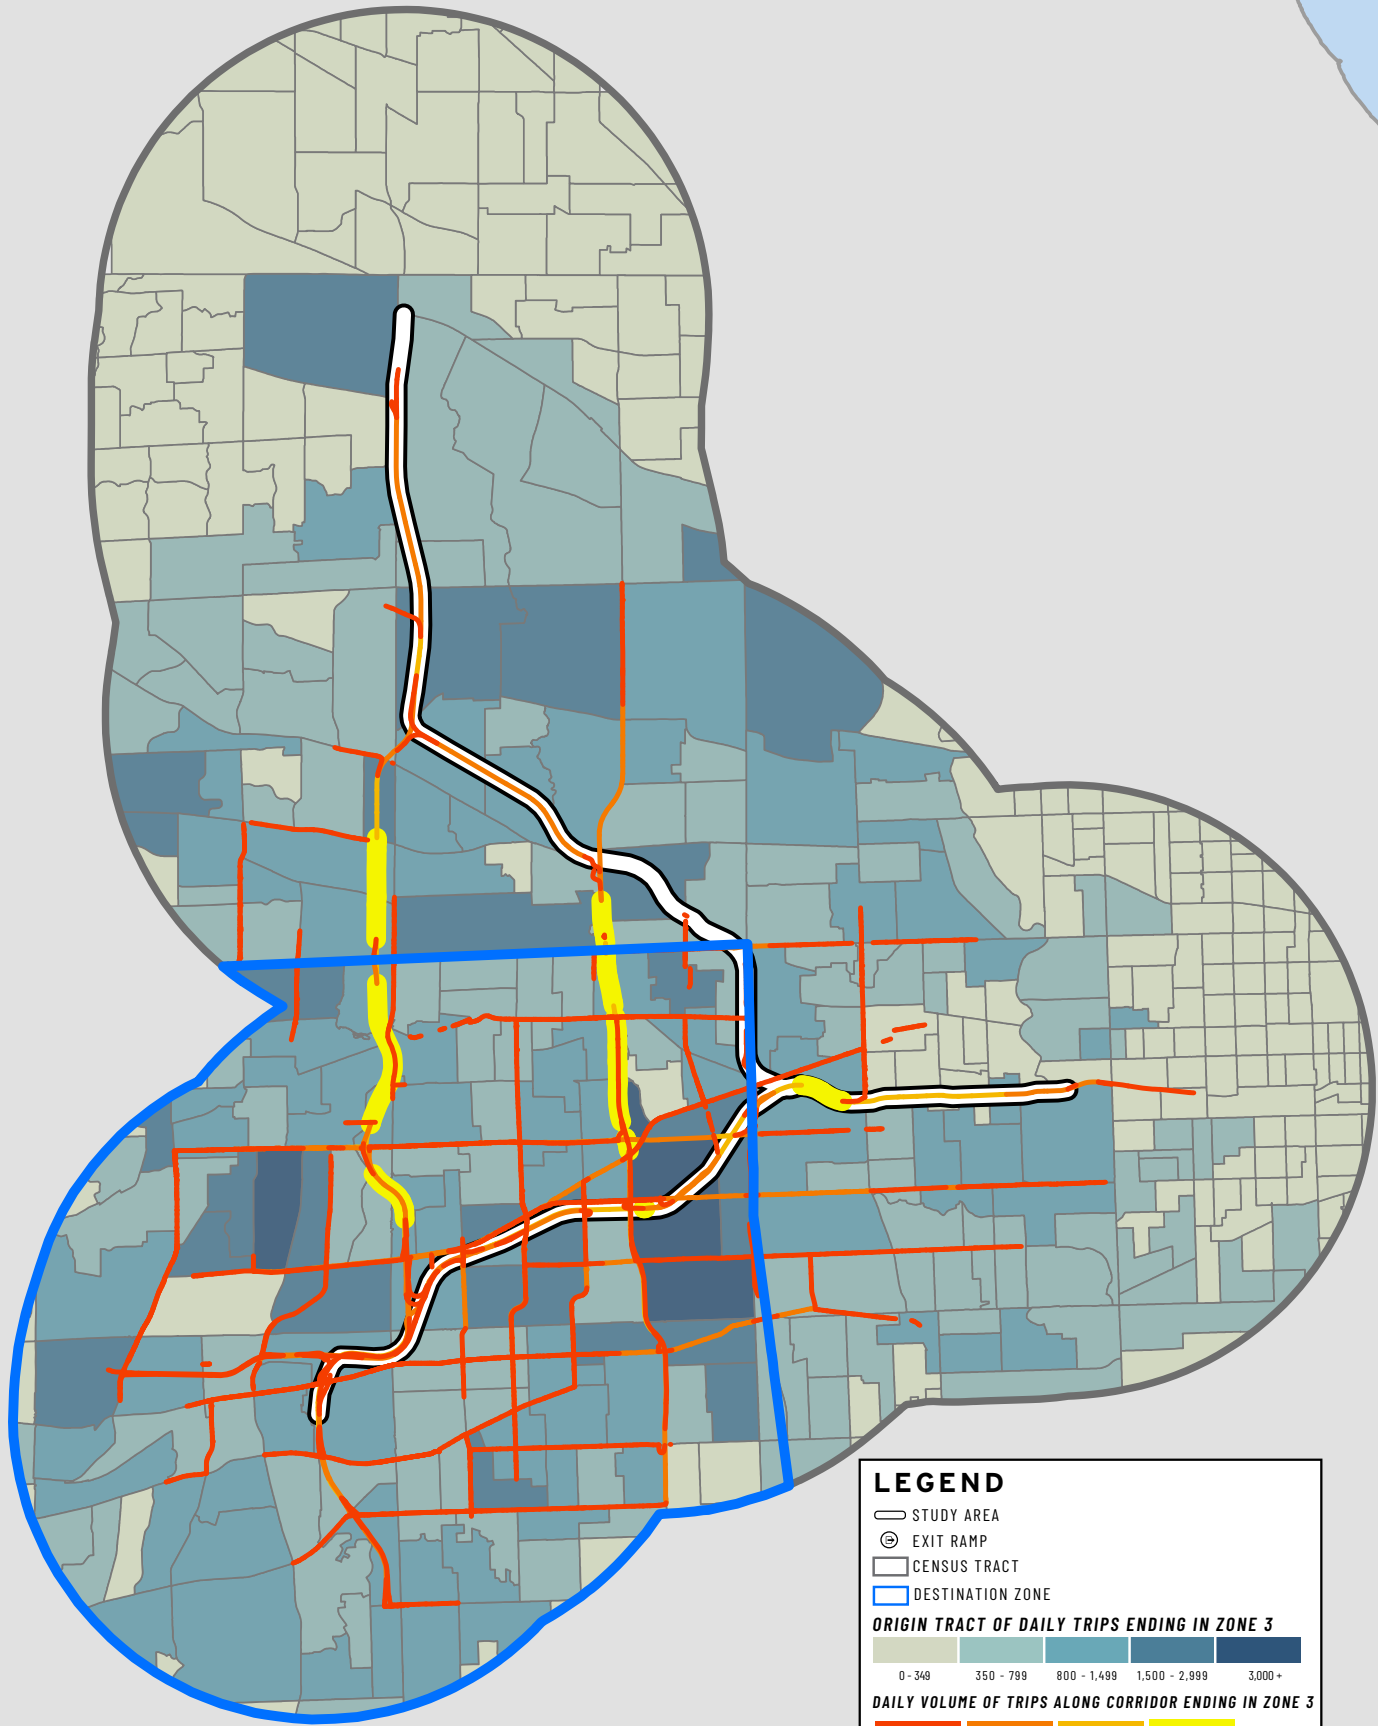 LEGEND
STUDY AREA
EXIT RAMP
CENSUS TRACT
DESTINATION ZONE
ORIGIN TRACT OF DAILY TRIPS ENDING IN ZONE 3
0 - 349 350 - 799 800 - 1,499 1,500 - 2,999 3,000 +
DAILY VOLUME OF TRIPS ALONG CORRIDOR ENDING IN ZONE 3